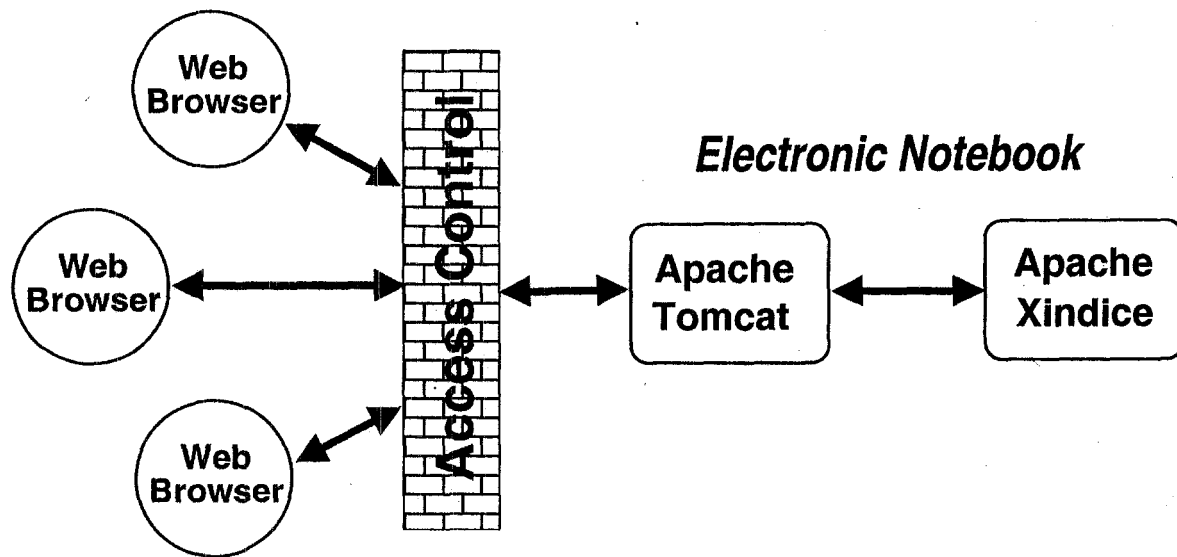 Web
Browser
Web
Browser
Web
Browser
Access Control
Electronic Notebook
Apache
Tomcat
Apache
Xindice